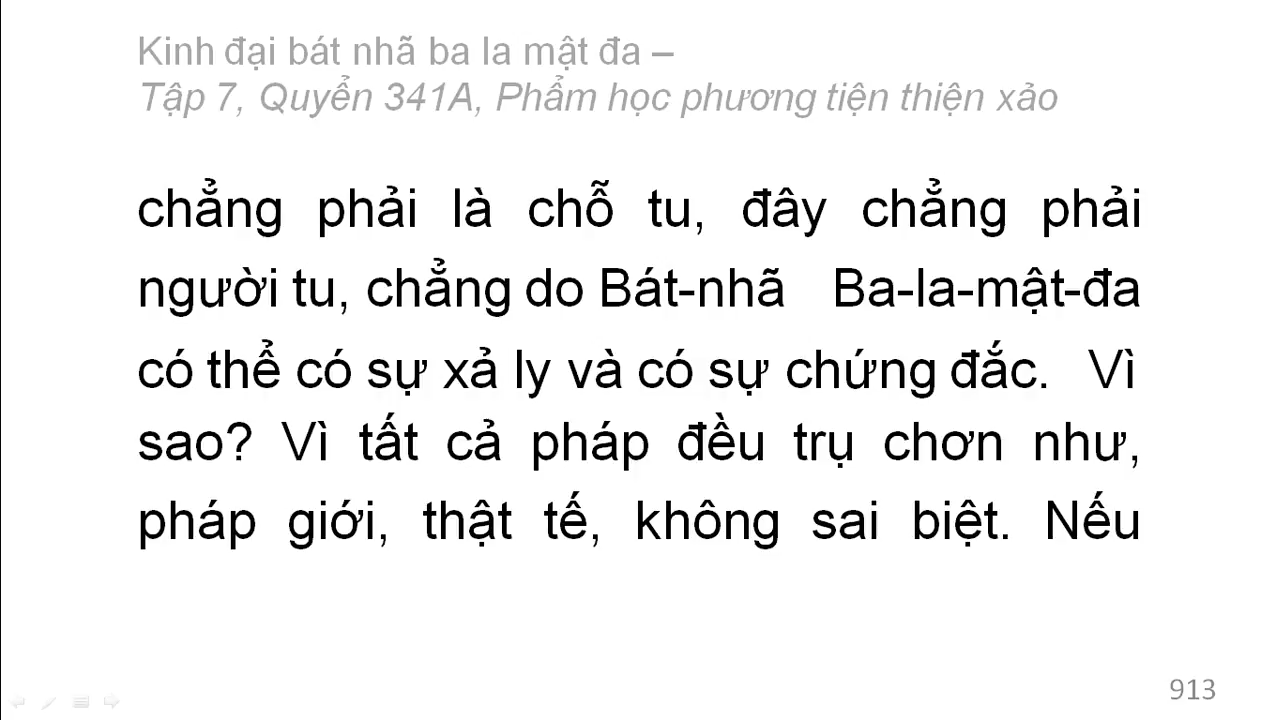 Kinh đại bát nhã ba la mật đa –
Tập 7, Quyển 341A, Phẩm học phương tiện thiện xảo
chẳng phải là chỗ tu, đây chẳng phải
người tu, chẳng do Bát-nhã Ba-la-mật-đa
có thể có sự xả ly và có sự chứng đắc. Vì
sao? Vì tất cả pháp đều trụ chơn như,
pháp giới, thật tế, không sai biệt. Nếu
913